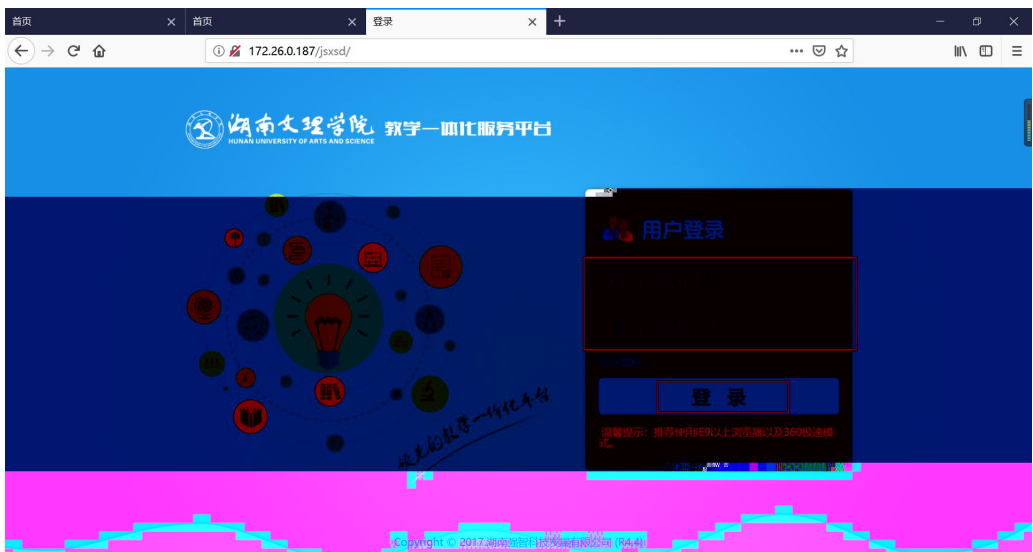 首页 首页 登录
172.26.0.187/jsxsd/
湖南文理学院 教学一体化服务平台
HUNAN UNIVERSITY OF ARTS AND SCIENCE
用户登录
登 录
温馨提示：推荐使用IE9以上浏览器以及360极速模
式。
Copyright © 2017 湖南强智科技发展有限公司 (R4.4)